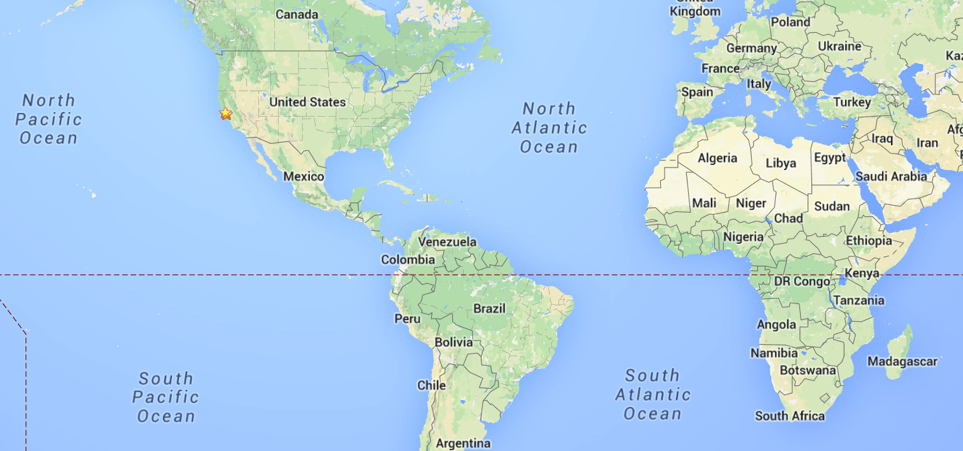 Canada
United
Kingdom
Poland
Germany
Ukraine
France
Italy
Spain
Turkey
North
Pacific
Ocean
United States
North
Atlantic
Ocean
Iraq
Iran
Algeria
Libya
Egypt
Saudi Arabia
Mexico
Mali
Niger
Sudan
Chad
Nigeria
Ethiopia
Venezuela
Colombia
Kenya
DR Congo
Tanzania
Brazil
Peru
Angola
Bolivia
Namibia
Botswana
Madagascar
South
Pacific
Ocean
Chile
South
Atlantic
Ocean
South Africa
Argentina